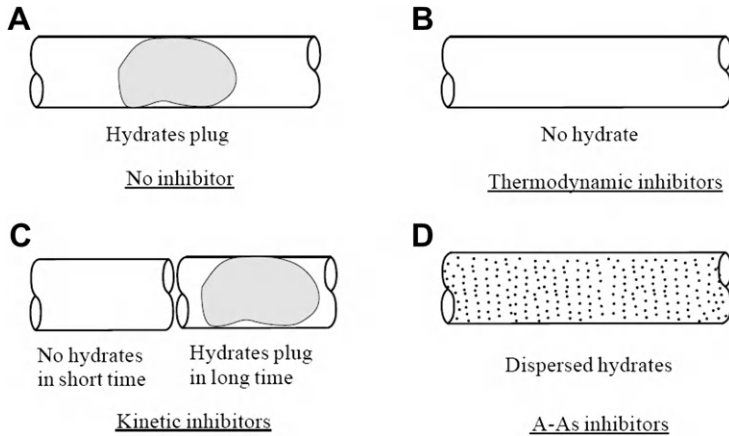 A
Hydrates plug
No inhibitor
B
No hydrate
Thermodynamic inhibitors
C
No hydrates
in short time
Hydrates plug
in long time
Kinetic inhibitors
D
Dispersed hydrates
A-As inhibitors